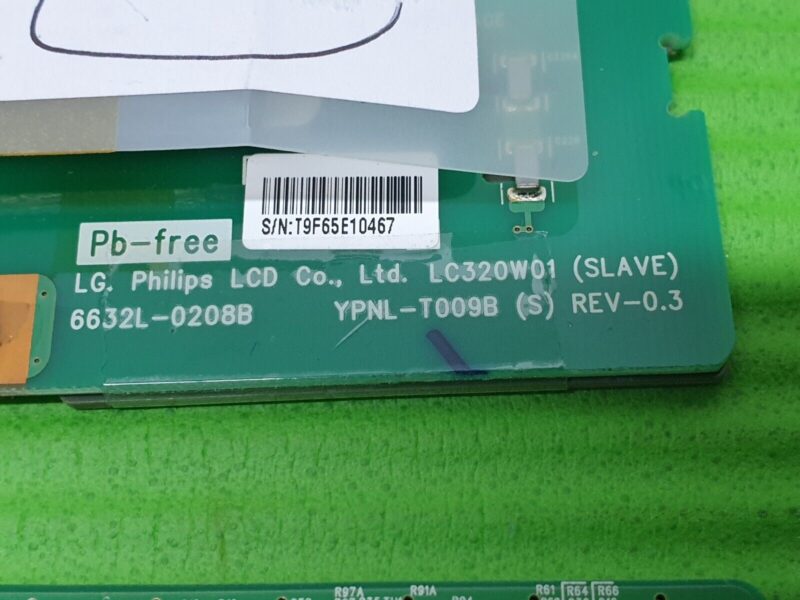 S/N:T9F65E10467
Pb-free
LG. Philips LCD Co., Ltd. LC320W01 (SLAVE)
6632L-0208B YPNL-T009B (S) REV-0.3
R97A R91A R61 R64 R66